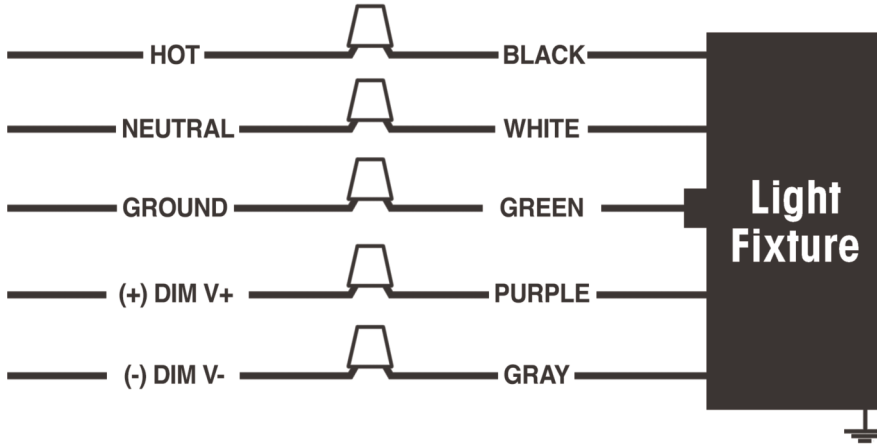 HOT BLACK
NEUTRAL WHITE
GROUND GREEN
(+) DIM V+ PURPLE
(-) DIM V- GRAY
Light
Fixture